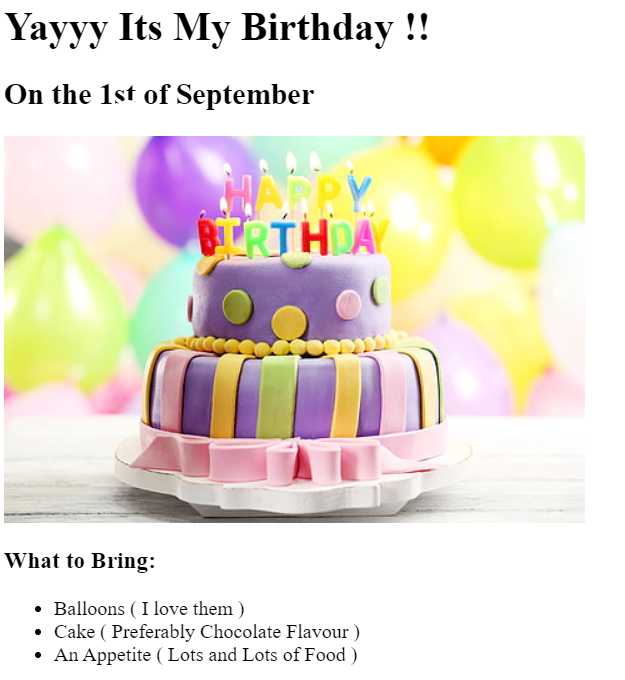 Yayyy Its My Birthday !!
On the 1st of September
HAPPY
BIRTHDAY
What to Bring:
Balloons ( I love them )
Cake ( Preferably Chocolate Flavour )
An Appetite ( Lots and Lots of Food )